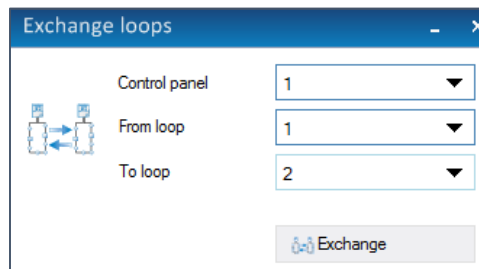 Exchange loops
Control panel 1
From loop 1
To loop 2
Exchange